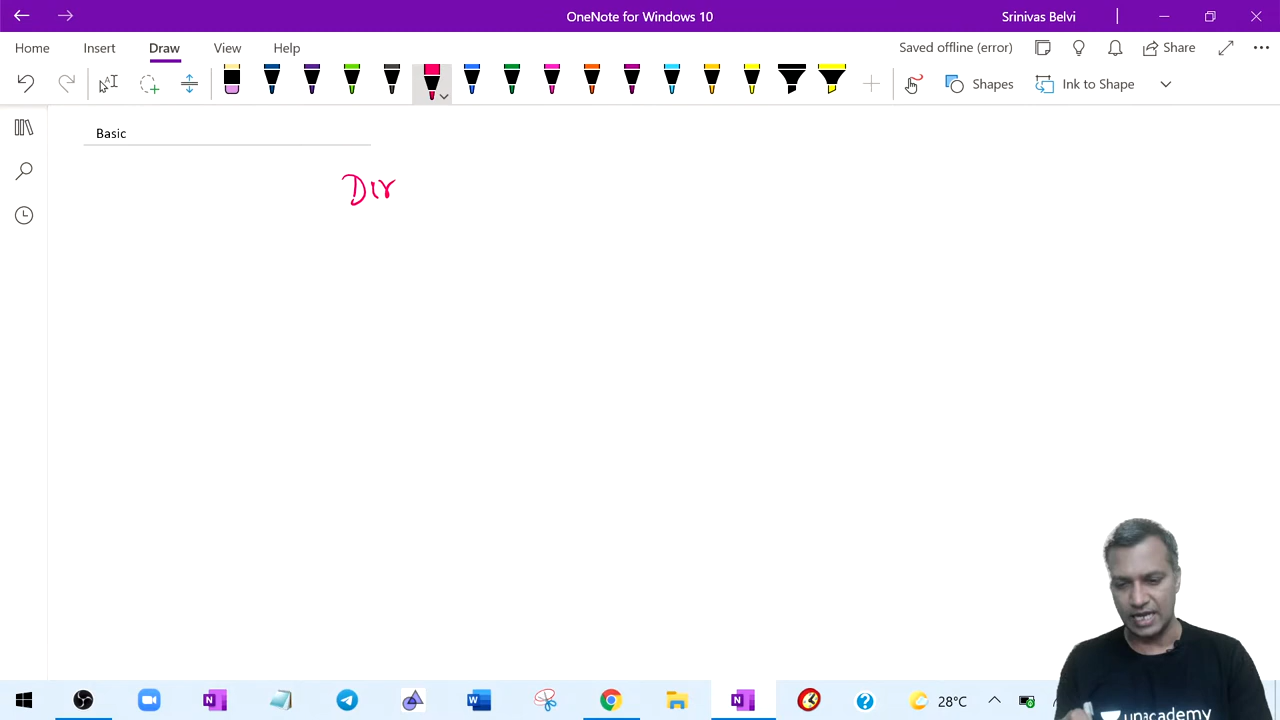 OneNote for Windows 10
Srinivas Belvi
Home Insert Draw View Help
Saved offline (error)
Share
Shapes
Ink to Shape
Basic
Dir
28°C
unacademy